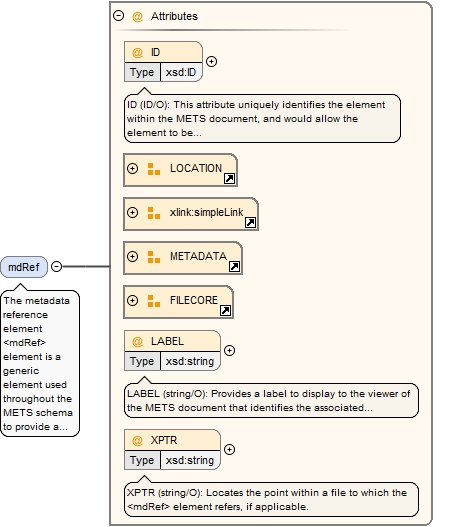 Attributes
@ ID
Type xsd:ID
ID (ID/O): This attribute uniquely identifies the element
within the METS document, and would allow the
element to be...
LOCATION
xlink:simpleLink
METADATA
FILECORE
mdRef
The metadata
reference
element
<mdRef>
element is a
generic
element used
throughout the
METS schema
to provide a...
@ LABEL
Type xsd:string
LABEL (string/O): Provides a label to display to the viewer of
the METS document that identifies the associated...
@ XPTR
Type xsd:string
XPTR (string/O): Locates the point within a file to which the
<mdRef> element refers, if applicable.